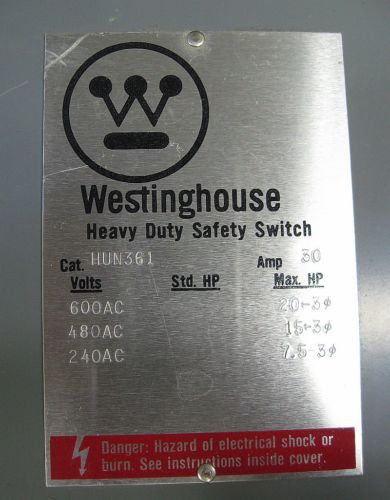 W
Westinghouse
Heavy Duty Safety Switch
Cat. HUN361 Amp 30
Volts Std. HP Max. HP
600AC 20-3ϕ
480AC 15-3ϕ
240AC 7.5-3ϕ
Danger: Hazard of electrical shock or
burn. See instructions inside cover.